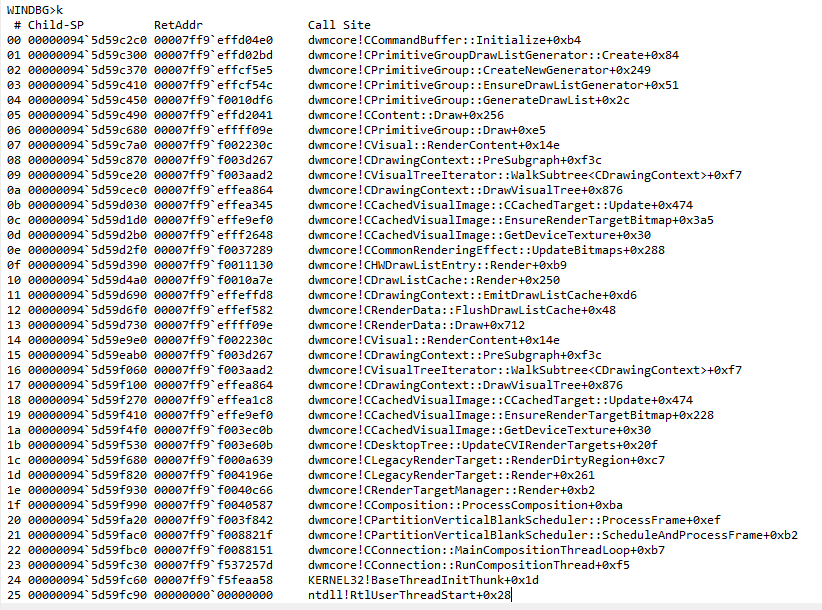 WINDBG>k
 # Child-SP          RetAddr           Call Site
00 00000094`5d59c2c0 00007ff9`effd04e0 dwmcore!CCommandBuffer::Initialize+0xb4
01 00000094`5d59c300 00007ff9`effd02bd dwmcore!CPrimitiveGroupDrawListGenerator::Create+0x84
02 00000094`5d59c370 00007ff9`effcf5e5 dwmcore!CPrimitiveGroup::CreateNewGenerator+0x249
03 00000094`5d59c410 00007ff9`effcf54c dwmcore!CPrimitiveGroup::EnsureDrawListGenerator+0x51
04 00000094`5d59c450 00007ff9`f0010df6 dwmcore!CPrimitiveGroup::GenerateDrawList+0x2c
05 00000094`5d59c490 00007ff9`effd2041 dwmcore!CContent::Draw+0x256
06 00000094`5d59c680 00007ff9`effff09e dwmcore!CPrimitiveGroup::Draw+0xe5
07 00000094`5d59c7a0 00007ff9`f002230c dwmcore!CVisual::RenderContent+0x14e
08 00000094`5d59c870 00007ff9`f003d267 dwmcore!CDrawingContext::PreSubgraph+0xf3c
09 00000094`5d59ce20 00007ff9`f003aad2 dwmcore!CVisualTreeIterator::WalkSubtree<CDrawingContext>+0xf7
0a 00000094`5d59cec0 00007ff9`effea864 dwmcore!CDrawingContext::DrawVisualTree+0x876
0b 00000094`5d59d030 00007ff9`effea345 dwmcore!CCachedVisualImage::CCachedTarget::Update+0x474
0c 00000094`5d59d1d0 00007ff9`effe9ef0 dwmcore!CCachedVisualImage::EnsureRenderTargetBitmap+0x3a5
0d 00000094`5d59d2b0 00007ff9`efff2648 dwmcore!CCachedVisualImage::GetDeviceTexture+0x30
0e 00000094`5d59d2f0 00007ff9`f0037289 dwmcore!CCommonRenderingEffect::UpdateBitmaps+0x288
0f 00000094`5d59d390 00007ff9`f0011130 dwmcore!CHWDrawListEntry::Render+0xb9
10 00000094`5d59d4a0 00007ff9`f0010a7e dwmcore!CDrawListCache::Render+0x250
11 00000094`5d59d690 00007ff9`effeffd8 dwmcore!CDrawingContext::EmitDrawListCache+0xd6
12 00000094`5d59d6f0 00007ff9`effef582 dwmcore!CRenderData::FlushDrawListCache+0x48
13 00000094`5d59d730 00007ff9`effff09e dwmcore!CRenderData::Draw+0x712
14 00000094`5d59e9e0 00007ff9`f002230c dwmcore!CVisual::RenderContent+0x14e
15 00000094`5d59eab0 00007ff9`f003d267 dwmcore!CDrawingContext::PreSubgraph+0xf3c
16 00000094`5d59f060 00007ff9`f003aad2 dwmcore!CVisualTreeIterator::WalkSubtree<CDrawingContext>+0xf7
17 00000094`5d59f100 00007ff9`effea864 dwmcore!CDrawingContext::DrawVisualTree+0x876
18 00000094`5d59f270 00007ff9`effea1c8 dwmcore!CCachedVisualImage::CCachedTarget::Update+0x474
19 00000094`5d59f410 00007ff9`effe9ef0 dwmcore!CCachedVisualImage::EnsureRenderTargetBitmap+0x228
1a 00000094`5d59f4f0 00007ff9`f003ec0b dwmcore!CCachedVisualImage::GetDeviceTexture+0x30
1b 00000094`5d59f530 00007ff9`f003e60b dwmcore!CDesktopTree::UpdateCVIRenderTargets+0x20f
1c 00000094`5d59f680 00007ff9`f000a639 dwmcore!CLegacyRenderTarget::RenderDirtyRegion+0xc7
1d 00000094`5d59f820 00007ff9`f004196e dwmcore!CLegacyRenderTarget::Render+0x261
1e 00000094`5d59f930 00007ff9`f0040c66 dwmcore!CRenderTargetManager::Render+0xb2
1f 00000094`5d59f990 00007ff9`f0040587 dwmcore!CComposition::ProcessComposition+0xba
20 00000094`5d59fa20 00007ff9`f003f842 dwmcore!CPartitionVerticalBlankScheduler::ProcessFrame+0xef
21 00000094`5d59fac0 00007ff9`f008821f dwmcore!CPartitionVerticalBlankScheduler::ScheduleAndProcessFrame+0xb2
22 00000094`5d59fbc0 00007ff9`f0088151 dwmcore!CConnection::MainCompositionThreadLoop+0xb7
23 00000094`5d59fc30 00007ff9`f537257d dwmcore!CConnection::RunCompositionThread+0xf5
24 00000094`5d59fc60 00007ff9`f5feaa58 KERNEL32!BaseThreadInitThunk+0x1d
25 00000094`5d59fc90 00000000`00000000 ntdll!RtlUserThreadStart+0x28